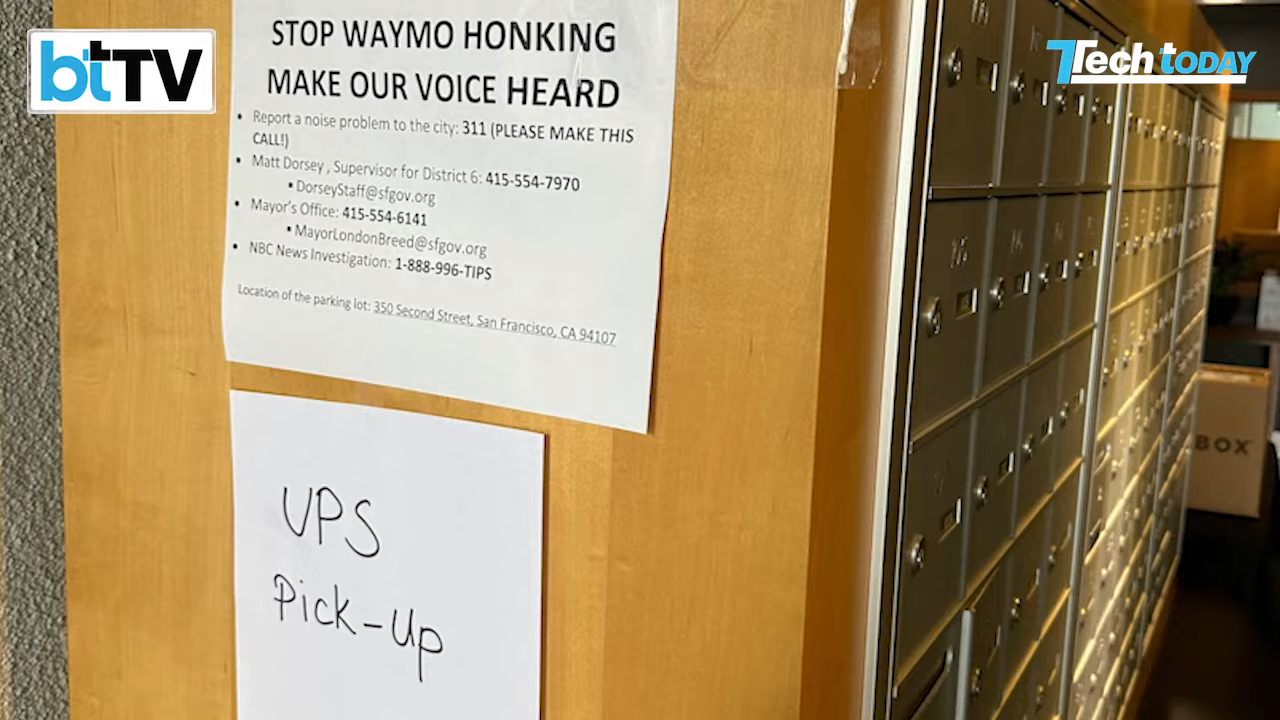 btTV
Tech today
STOP WAYMO HONKING
MAKE OUR VOICE HEARD
• Report a noise problem to the city: 311 (PLEASE MAKE THIS
CALL!)
• Matt Dorsey , Supervisor for District 6: 415-554-7970
▪ DorseyStaff@sfgov.org
• Mayor's Office: 415-554-6141
▪ MayorLondonBreed@sfgov.org
• NBC News Investigation: 1-888-996-TIPS
Location of the parking lot: 350 Second Street, San Francisco, CA 94107
UPS
Pick-Up
BOX